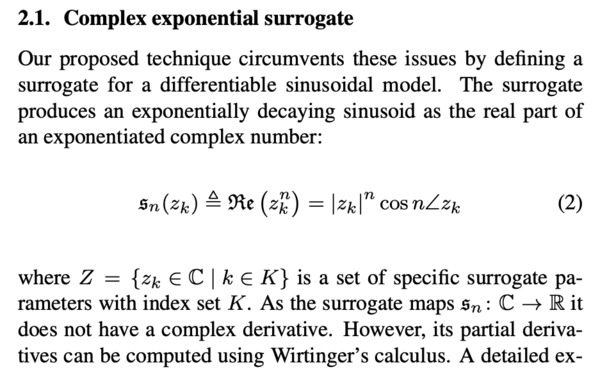 2.1. Complex exponential surrogate
Our proposed technique circumvents these issues by defining a
surrogate for a differentiable sinusoidal model. The surrogate
produces an exponentially decaying sinusoid as the real part of
an exponentiated complex number:
𝔰ₙ(zₖ) ≜ ℜ𝔢 (zₖⁿ) = |zₖ|ⁿ cos n∠zₖ (2)
where Z = {zₖ ∈ ℂ | k ∈ K} is a set of specific surrogate pa-
rameters with index set K. As the surrogate maps 𝔰ₙ : ℂ → ℝ it
does not have a complex derivative. However, its partial deriva-
tives can be computed using Wirtinger's calculus. A detailed ex-